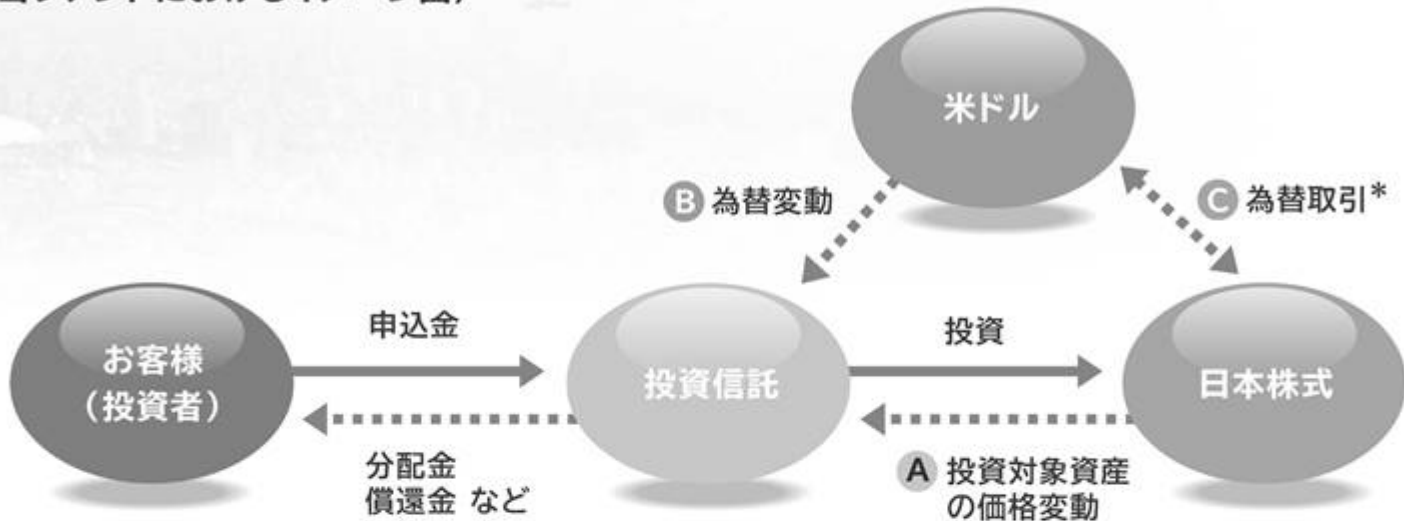 米ドル
B 為替変動
C 為替取引*
申込金
投資
お客様
(投資者)
投資信託
日本株式
分配金
償還金 など
A 投資対象資産
の価格変動